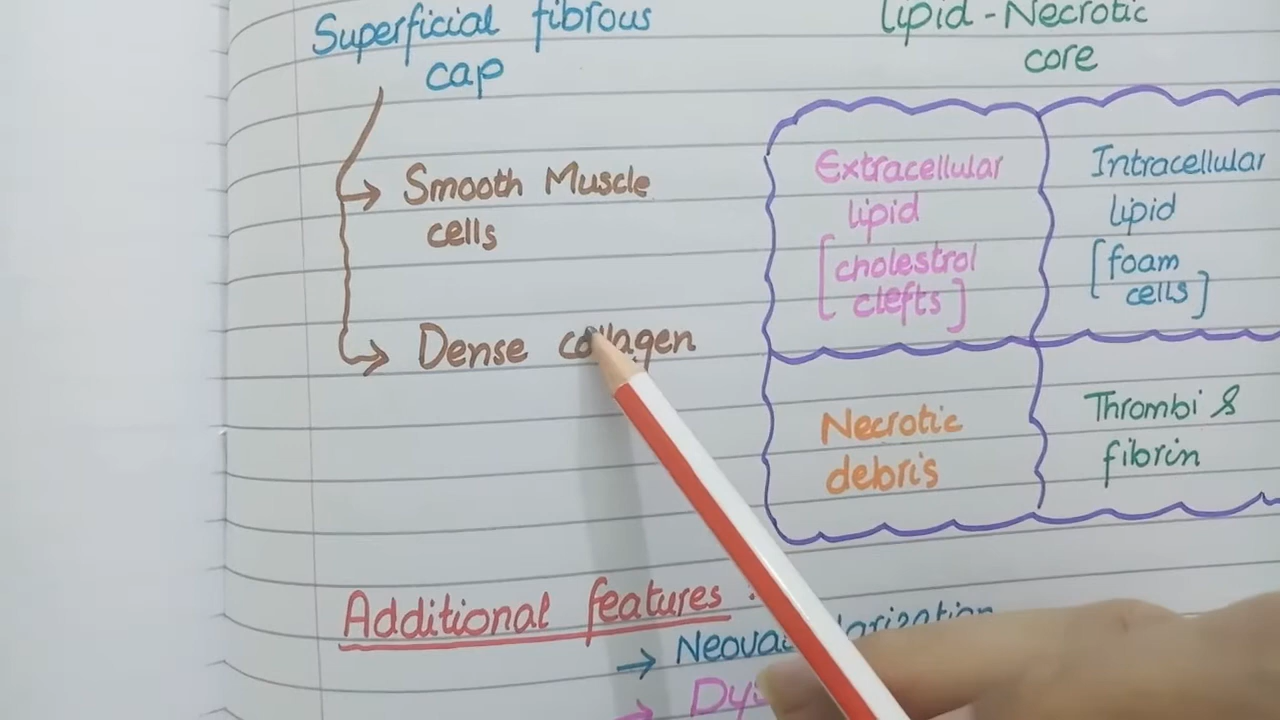 Superficial fibrous
cap
Smooth Muscle
cells
Dense collagen
lipid - Necrotic
core
Extracellular
lipid
[cholestrol
clefts]
Intracellular
lipid
[foam
cells]
Necrotic
debris
Thrombi &
fibrin
Additional features :
→
→